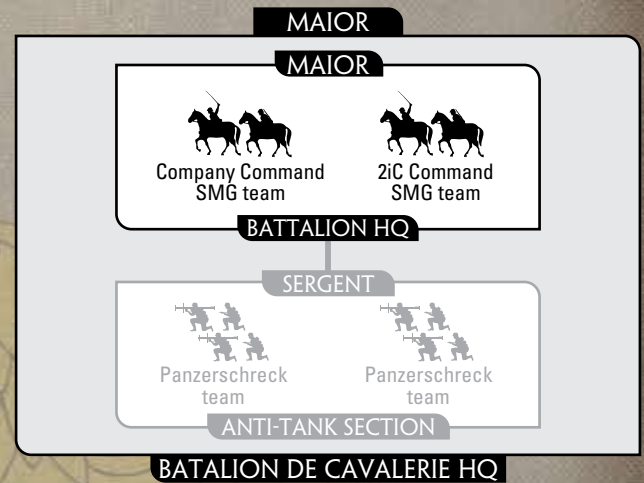 MAIOR
MAIOR
Company Command
SMG team
2iC Command
SMG team
BATTALION HQ
SERGENT
Panzerschreck
team
Panzerschreck
team
ANTI-TANK SECTION
BATALION DE CAVALERIE HQ